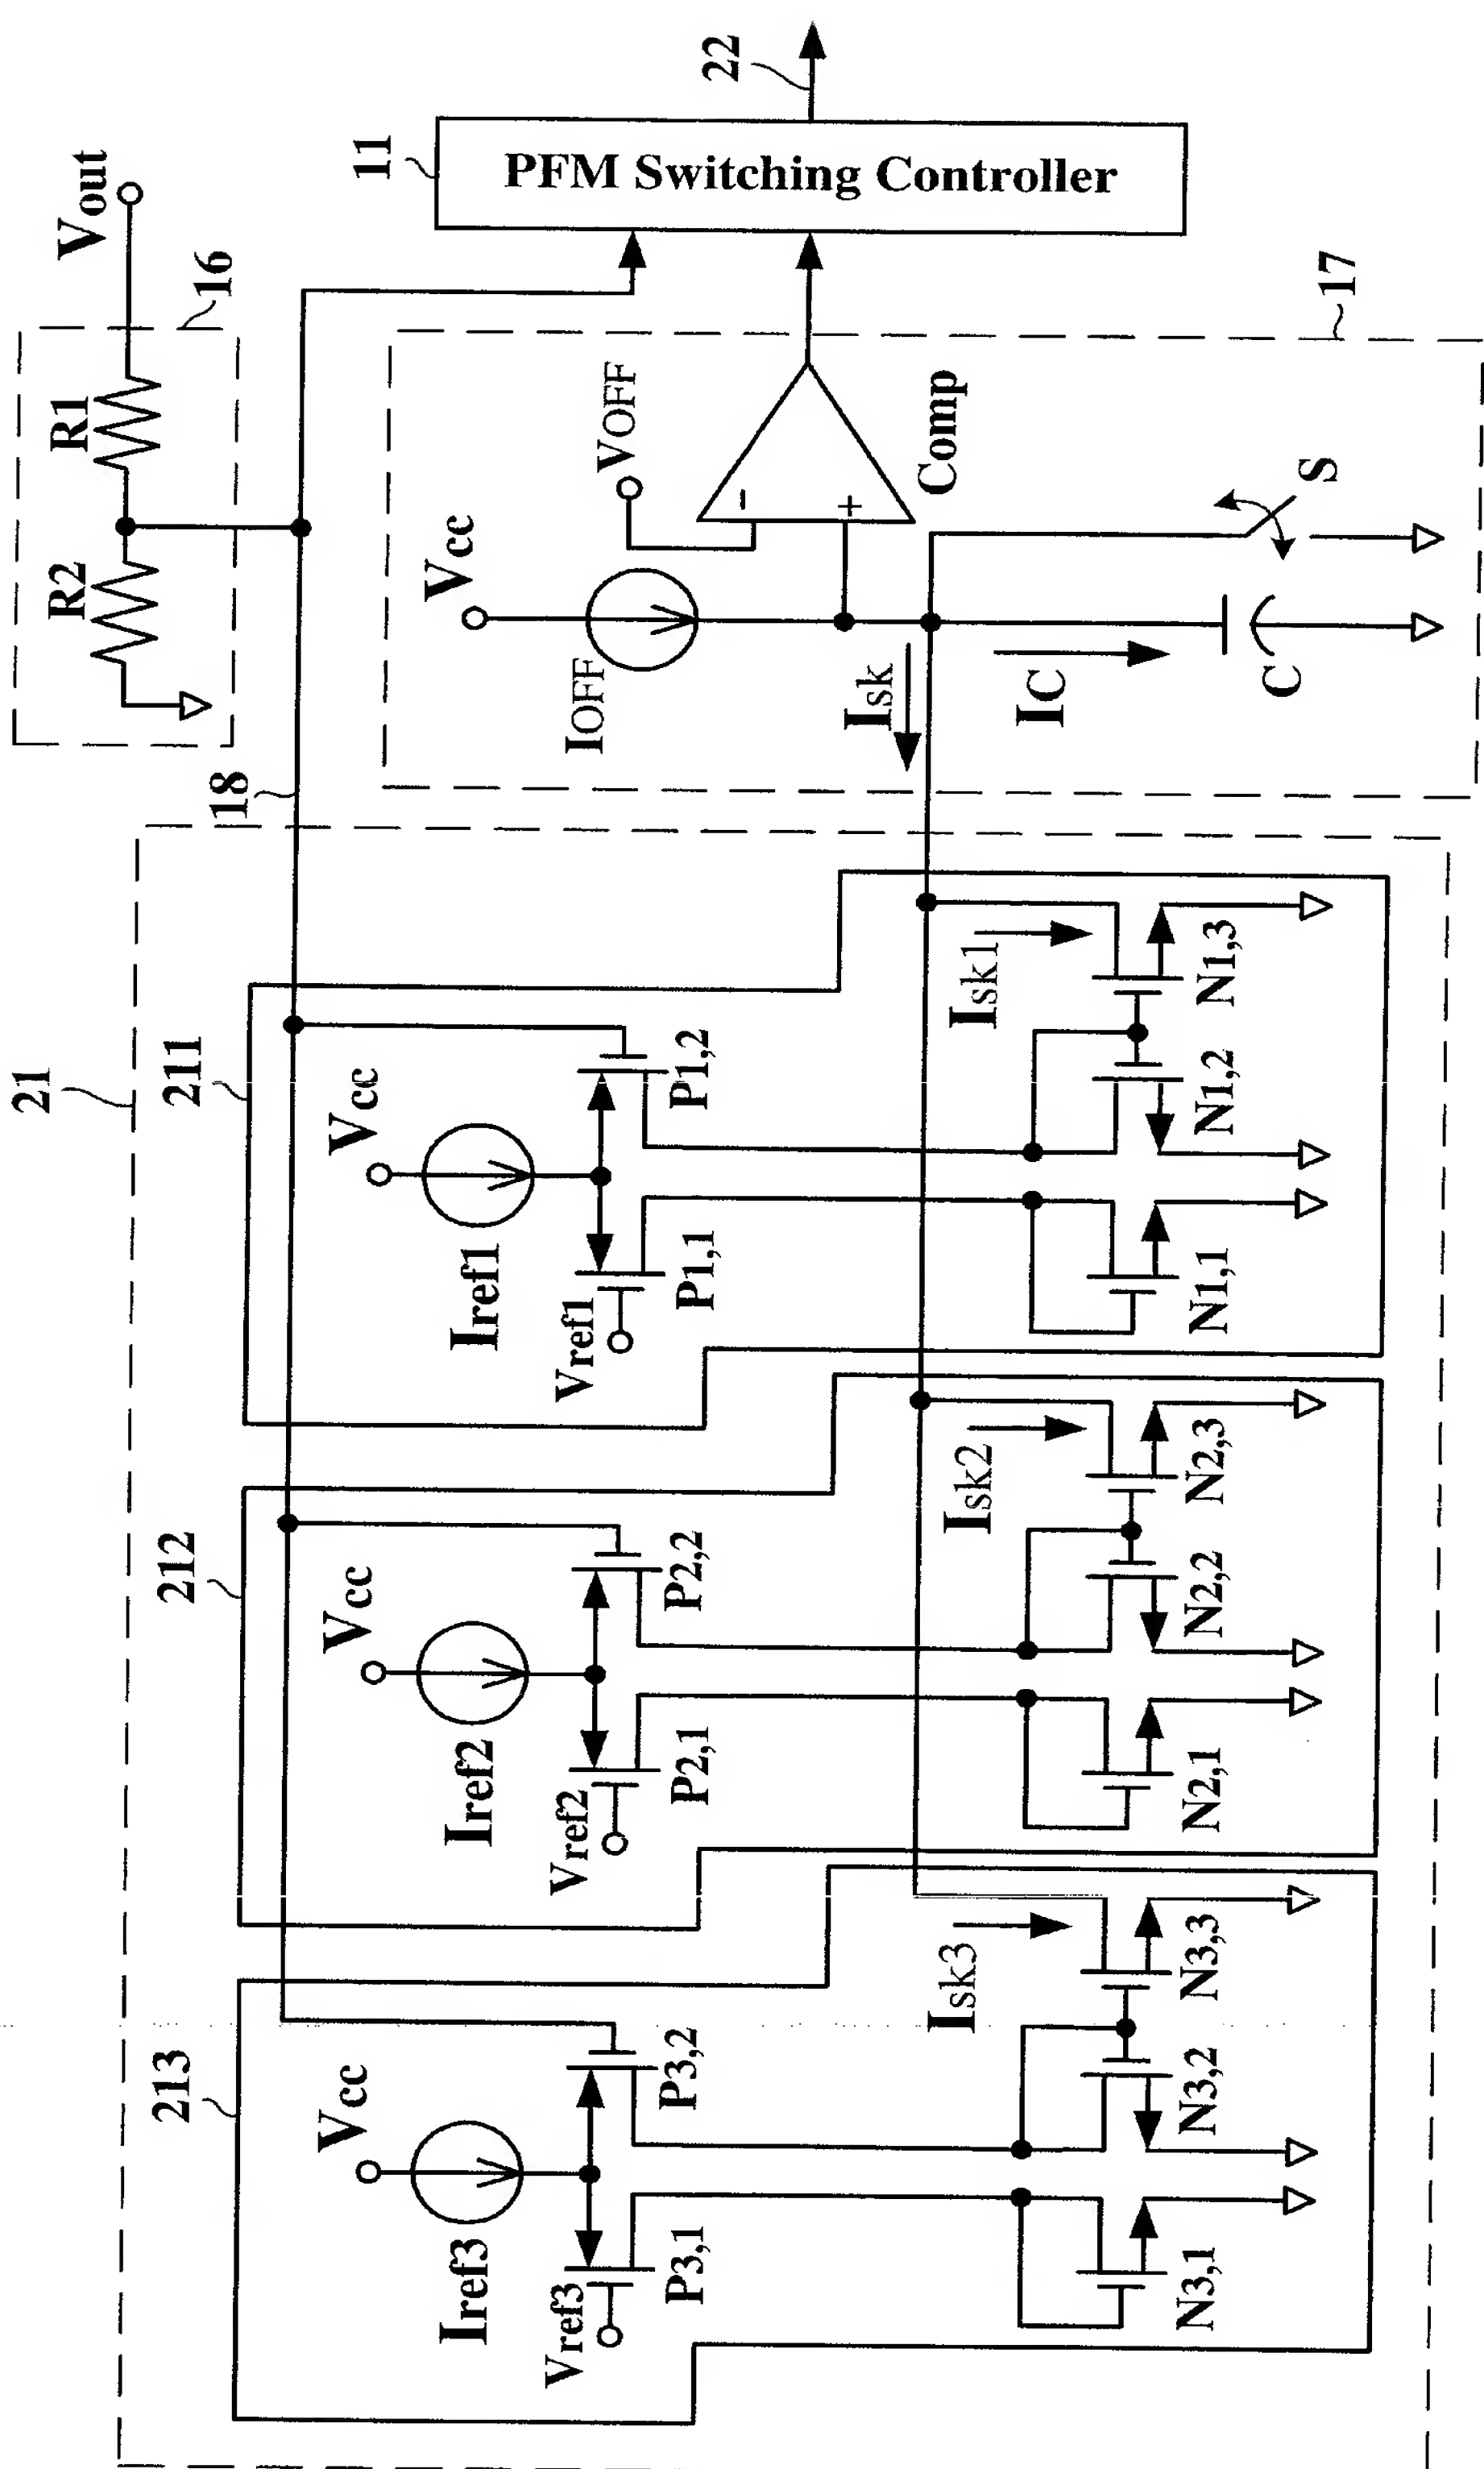 22
11
PFM Switching Controller
Vout
16
R1
R2
18
17
VOFF
Vcc
IOFF
Comp
S
C
IC
Isk
21
211
Vcc
Iref1
Vref1
P1,1
P1,2
Isk1
N1,1
N1,2
N1,3
212
Vcc
Iref2
Vref2
P2,1
P2,2
Isk2
N2,1
N2,2
N2,3
213
Vcc
Iref3
Vref3
P3,1
P3,2
Isk3
N3,1
N3,2
N3,3
-
+